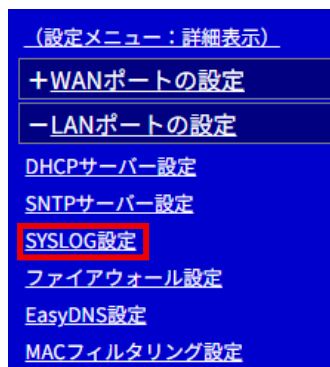 （設定メニュー：詳細表示）
+WANポートの設定
−LANポートの設定
DHCPサーバー設定
SNTPサーバー設定
SYSLOG設定
ファイアウォール設定
EasyDNS設定
MACフィルタリング設定